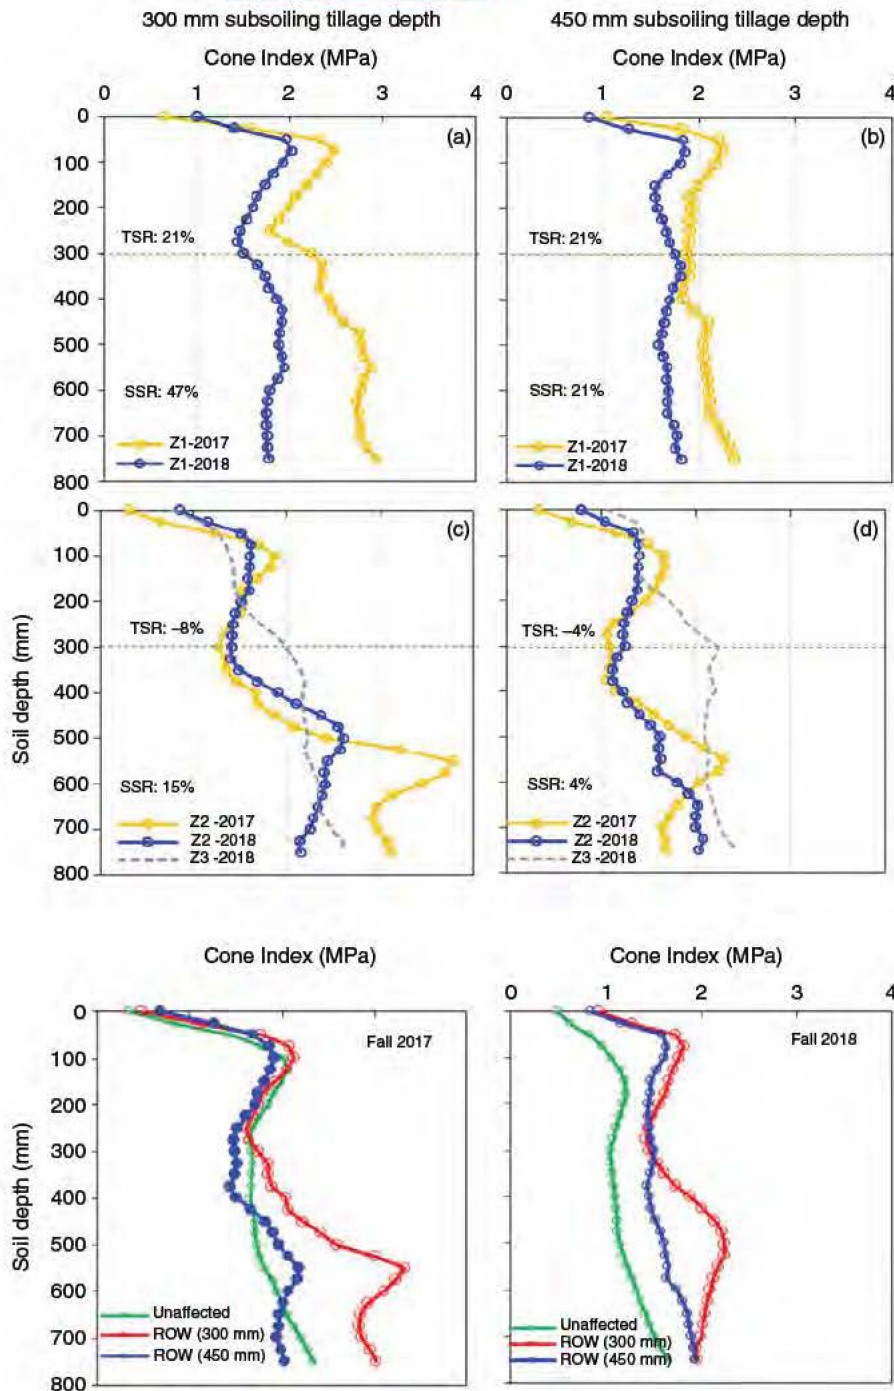 300 mm subsoiling tillage depth
450 mm subsoiling tillage depth
Cone Index (MPa)
Cone Index (MPa)
0 1 2 3 4
0 1 2 3 4
0
100
200
300
400
500
600
700
800
(a)
TSR: 21%
SSR: 47%
Z1-2017
Z1-2018
(b)
TSR: 21%
SSR: 21%
Z1-2017
Z1-2018
Soil depth (mm)
0
100
200
300
400
500
600
700
800
(c)
TSR: –8%
SSR: 15%
Z2 -2017
Z2 -2018
Z3 -2018
(d)
TSR: –4%
SSR: 4%
Z2 -2017
Z2 -2018
Z3 -2018
Cone Index (MPa)
Cone Index (MPa)
0 1 2 3 4
Soil depth (mm)
0
100
200
300
400
500
600
700
800
Fall 2017
Unaffected
ROW (300 mm)
ROW (450 mm)
Fall 2018
Unaffected
ROW (300 mm)
ROW (450 mm)